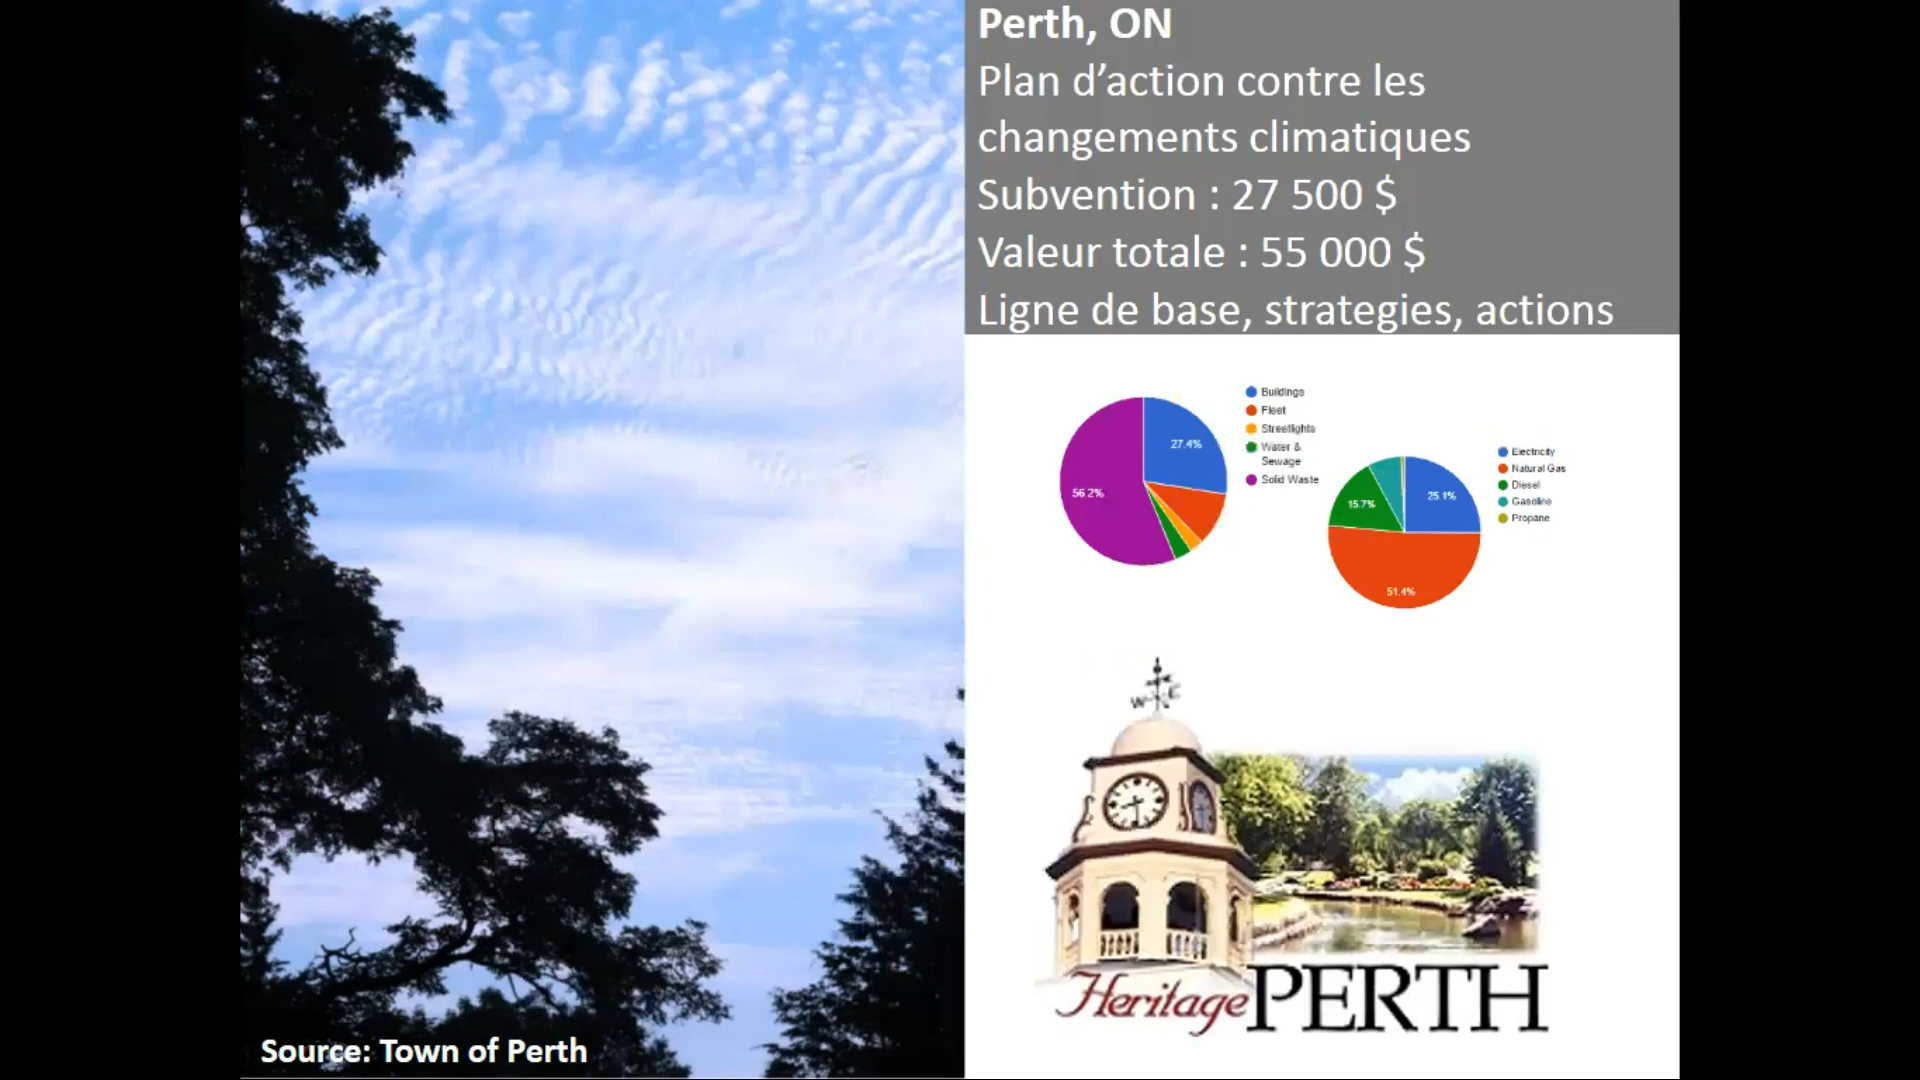 Perth, ON
Plan d’action contre les
changements climatiques
Subvention : 27 500 $
Valeur totale : 55 000 $
Ligne de base, strategies, actions
27.4%
56.2%
Buildings
Fleet
Streetlights
Water &
Sewage
Solid Waste
25.1%
15.7%
51.4%
Electricity
Natural Gas
Diesel
Gasoline
Propane
W E
Heritage PERTH
Source: Town of Perth